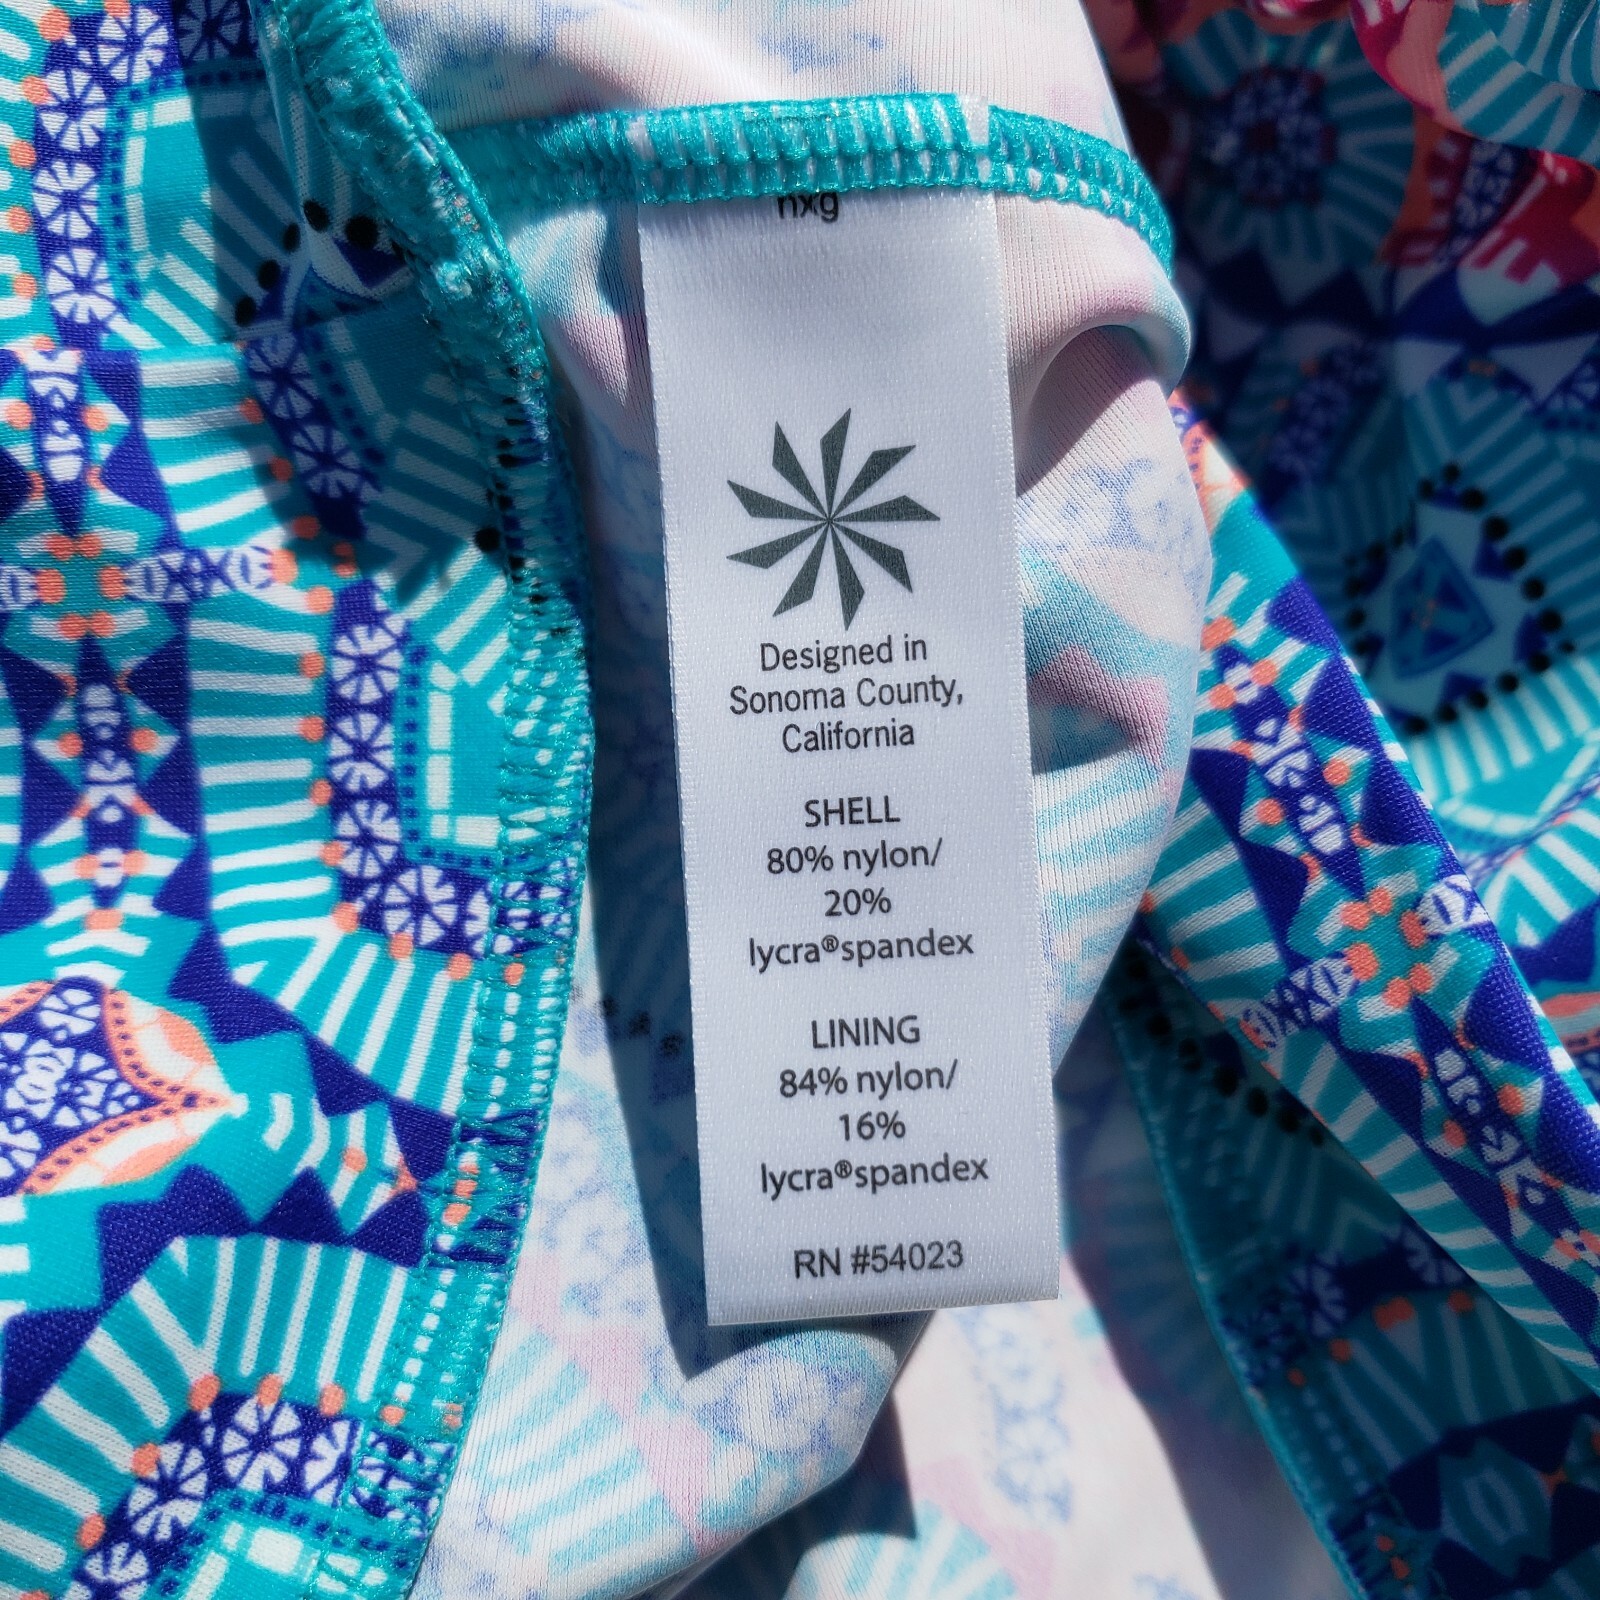 nxg
Designed in
Sonoma County,
California
SHELL
80% nylon/
20%
lycra®spandex
LINING
84% nylon/
16%
lycra®spandex
RN #54023